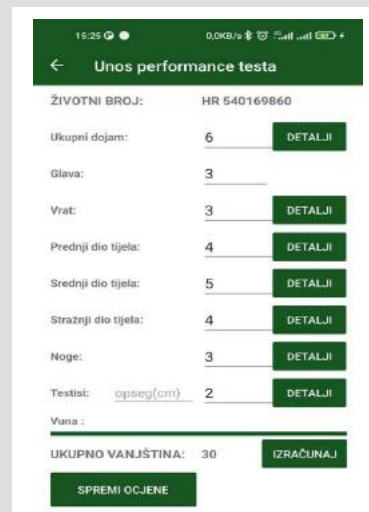 15:25 0,0KB/s
← Unos performance testa
ŽIVOTNI BROJ: HR 540169860
Ukupni dojam: 6 DETALJI
Glava: 3
Vrat: 3 DETALJI
Prednji dio tijela: 4 DETALJI
Srednji dio tijela: 5 DETALJI
Stražnji dio tijela: 4 DETALJI
Noge: 3 DETALJI
Testisi: opseg(cm) 2 DETALJI
Vuna :
UKUPNO VANJŠTINA: 30 IZRAČUNAJ
SPREMI OCJENE